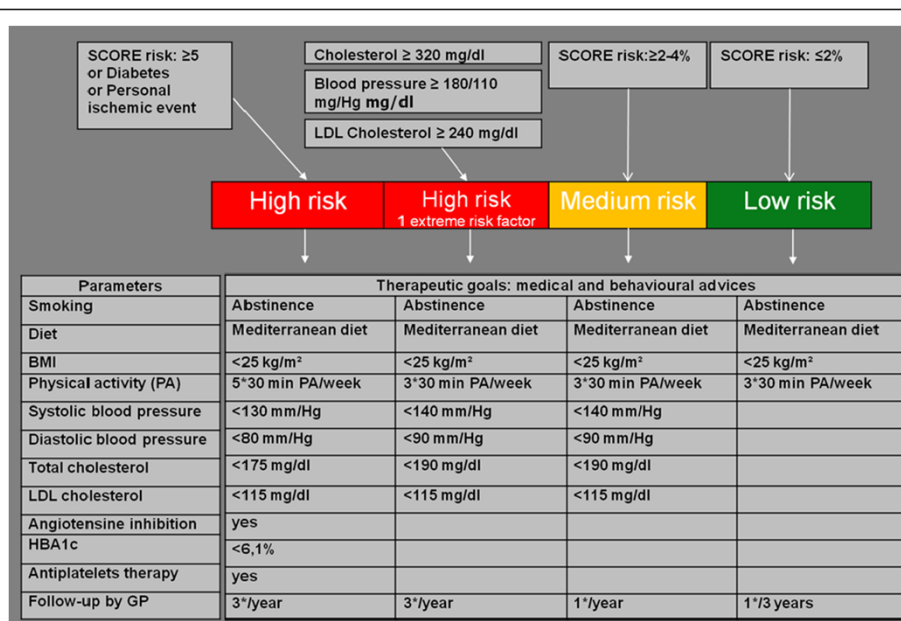 SCORE risk: ≥5
or Diabetes
or Personal
ischemic event
Cholesterol ≥ 320 mg/dl
Blood pressure ≥ 180/110
mg/Hg mg/dl
LDL Cholesterol ≥ 240 mg/dl
SCORE risk:≥2-4%
SCORE risk: ≤2%
High risk
High risk
1 extreme risk factor
Medium risk
Low risk
Parameters Therapeutic goals: medical and behavioural advices
Smoking Abstinence Abstinence Abstinence Abstinence
Diet Mediterranean diet Mediterranean diet Mediterranean diet Mediterranean diet
BMI <25 kg/m² <25 kg/m² <25 kg/m² <25 kg/m²
Physical activity (PA) 5*30 min PA/week 3*30 min PA/week 3*30 min PA/week 3*30 min PA/week
Systolic blood pressure <130 mm/Hg <140 mm/Hg <140 mm/Hg
Diastolic blood pressure <80 mm/Hg <90 mm/Hg <90 mm/Hg
Total cholesterol <175 mg/dl <190 mg/dl <190 mg/dl
LDL cholesterol <115 mg/dl <115 mg/dl <115 mg/dl
Angiotensine inhibition yes
HBA1c <6,1%
Antiplatelets therapy yes
Follow-up by GP 3*/year 3*/year 1*/year 1*/3 years